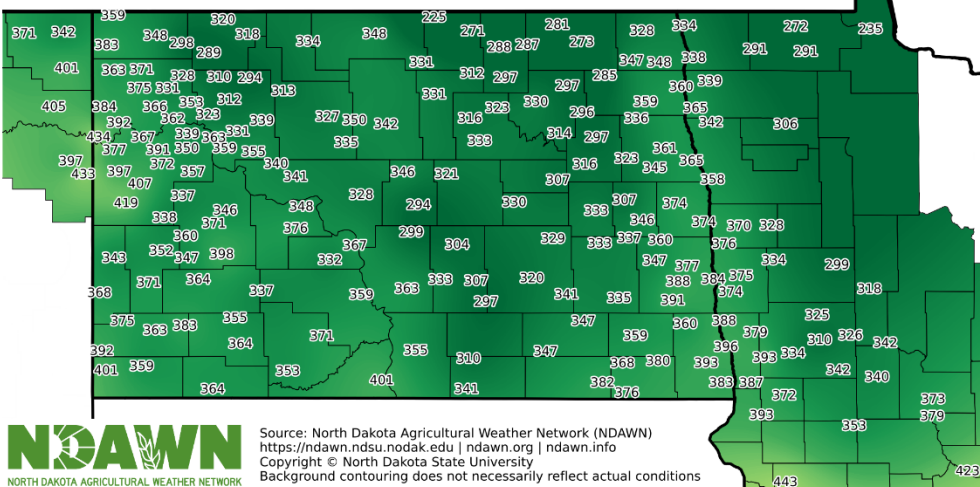 359 320 225 281 334 272 235
371 342 348 298 318 334 348 271 288 287 273 328 291 291
383 289 331 347 348 338
401 363 371 328 310 294 312 297 285 339
375 331 313 331 297 360
405 384 366 353 312 323 330 359 365
392 362 323 339 327 350 342 316 296 336 342 306
434 367 339 363 331 335 333 314 297
377 391 350 359 355 361
397 433 397 372 357 340 346 321 316 323 345 365
407 341 307 358
419 337 328 294 330 333 307 374
338 346 348 346
360 371 376 299 329 333 337 360 374 370 328
343 352 347 398 332 367 304 376
371 364 363 333 307 320 347 377 334 299
368 337 359 297 341 335 388 384 375 318
391 374
375 363 383 355 347 360 388 325
364 371 359 379 310 326 342
392 355 310 347 396 393 334
401 359 353 401 368 380 393 342 340
364 341 382 376 383 387 372 373
393 353 379
443 423
NDAWN
NORTH DAKOTA AGRICULTURAL WEATHER NETWORK
Source: North Dakota Agricultural Weather Network (NDAWN)
https://ndawn.ndsu.nodak.edu | ndawn.org | ndawn.info
Copyright © North Dakota State University
Background contouring does not necessarily reflect actual conditions